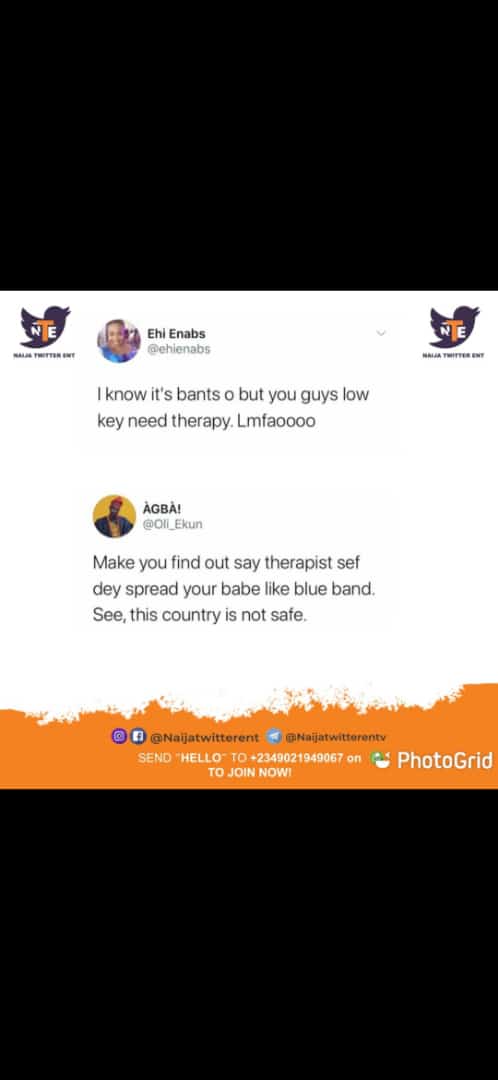 NTE NTE
NAIJA TWITTER ENT NAIJA TWITTER ENT
Ehi Enabs
@ehienabs
I know it's bants o but you guys low
key need therapy. Lmfaoooo
ÀGBÀ!
@Oli_Ekun
Make you find out say therapist sef
dey spread your babe like blue band.
See, this country is not safe.
@Naijatwitterent @Naijatwitterentv
SEND "HELLO" TO +2349021949067 on
TO JOIN NOW!
PhotoGrid